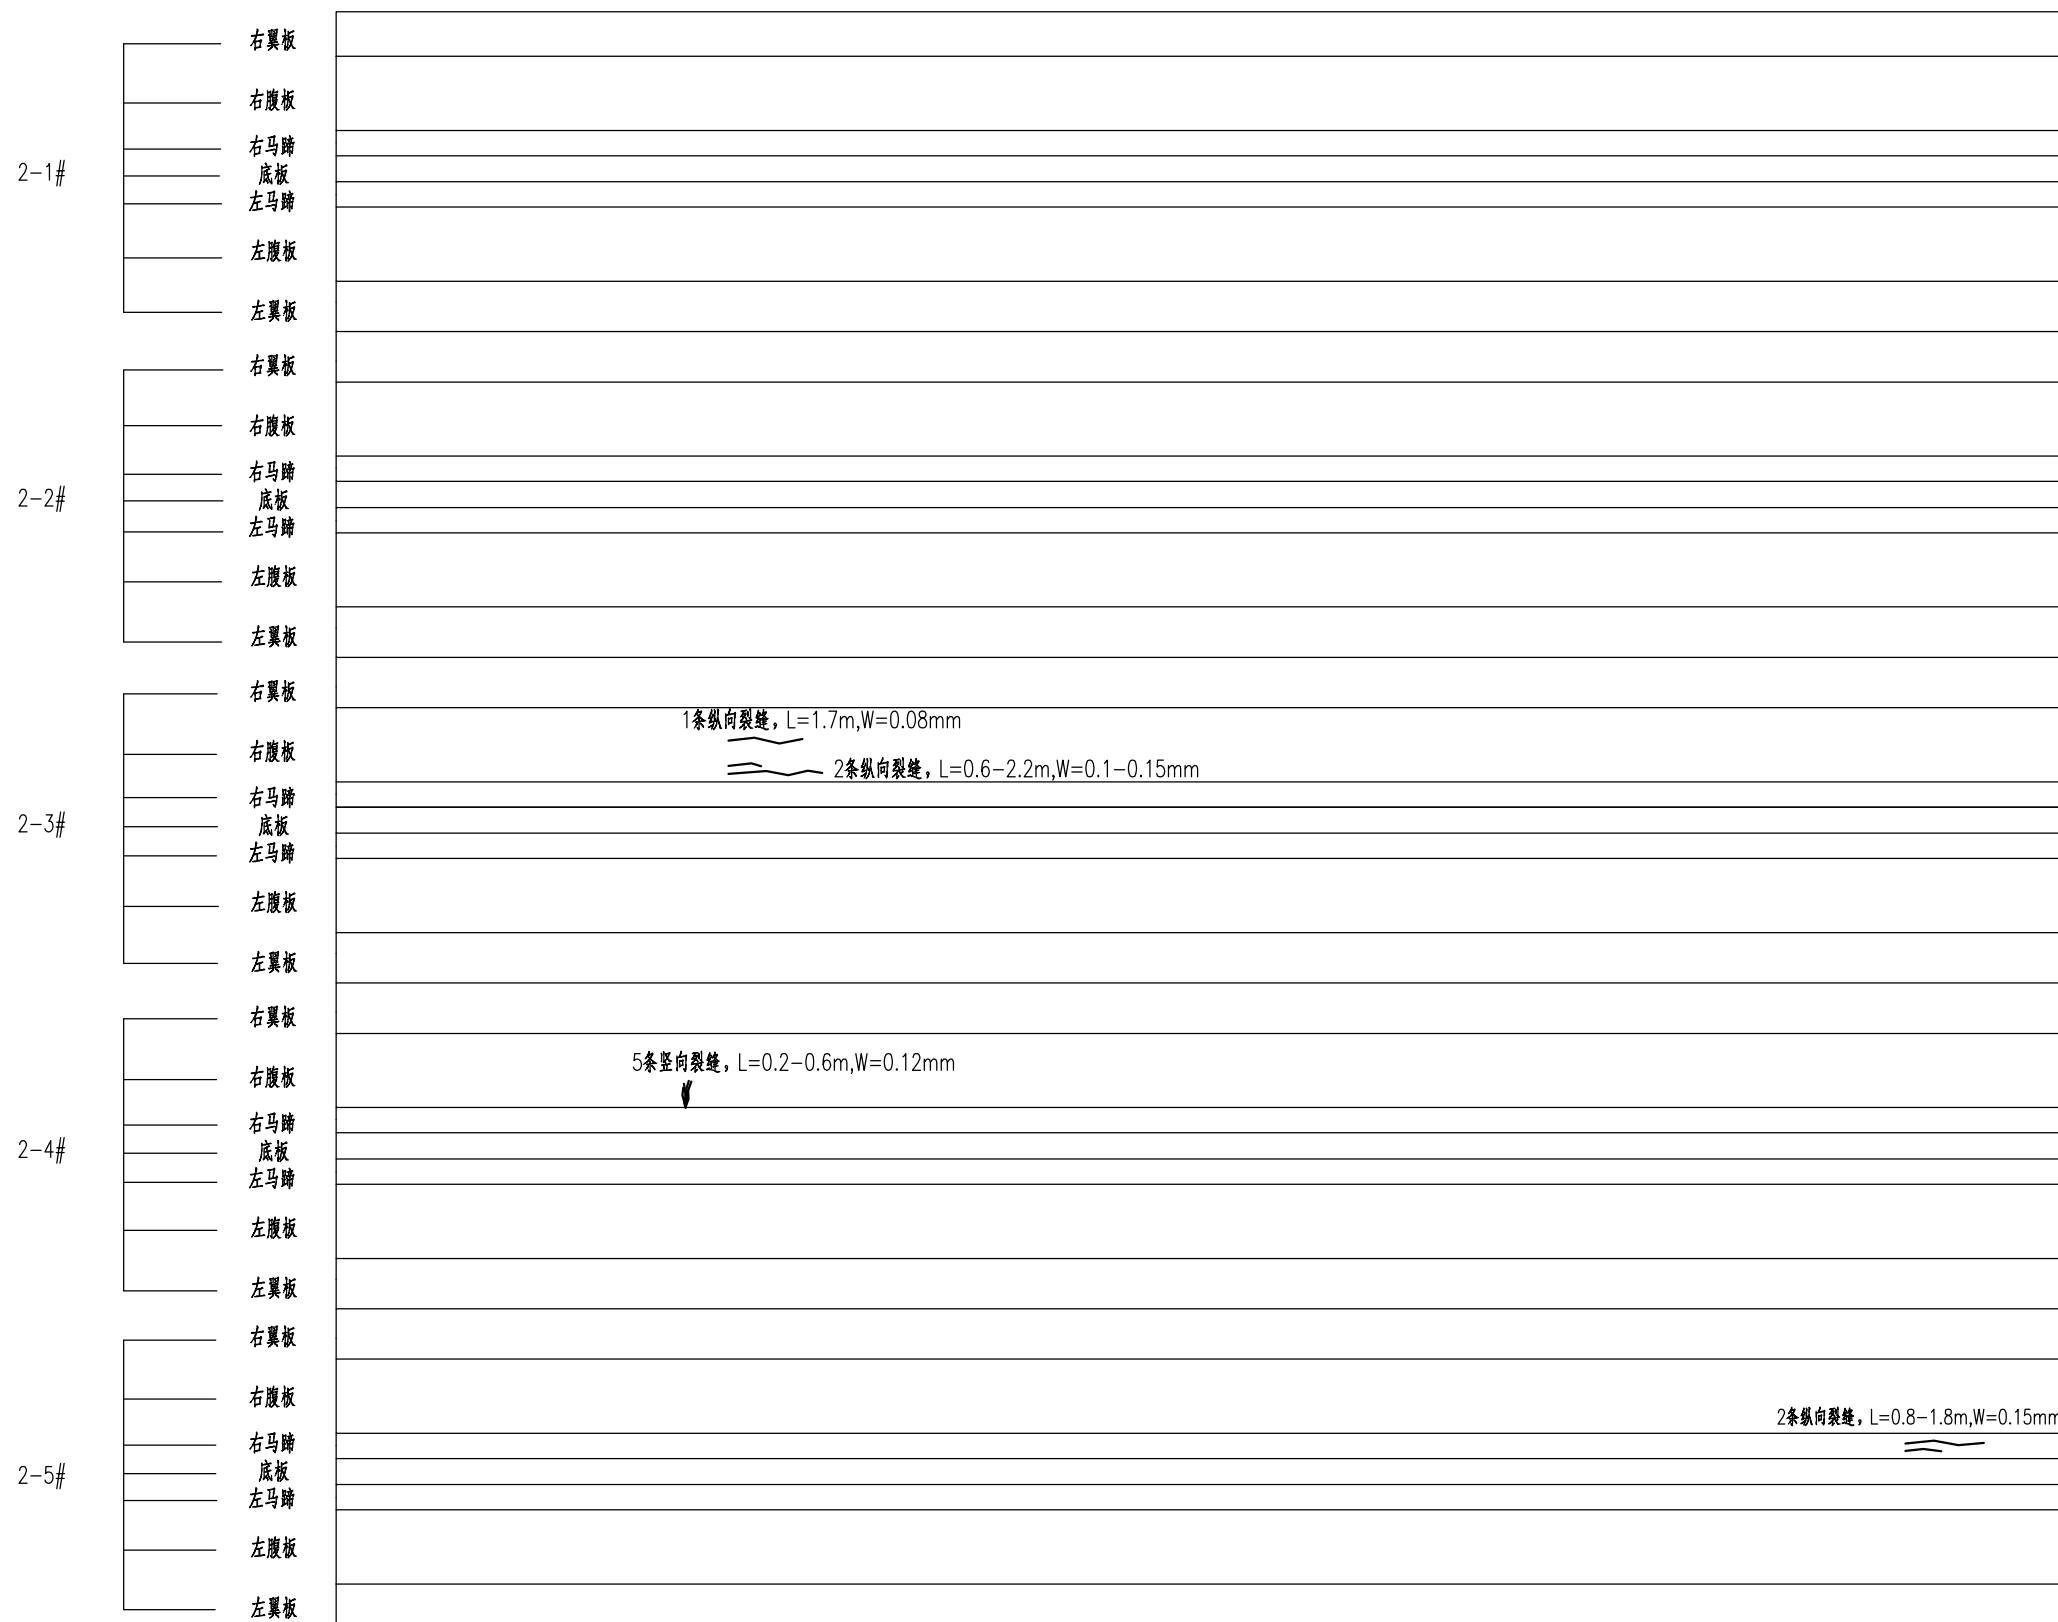 右翼板
右腹板
右马蹄
2-1#
底板
左马蹄
左腹板
左翼板
右翼板
右腹板
右马蹄
2-2#
底板
左马蹄
左腹板
左翼板
右翼板
1条纵向裂缝，L=1.7m,W=0.08mm
右腹板
2条纵向裂缝，L=0.6-2.2m,W=0.1-0.15mm
右马蹄
2-3#
底板
左马蹄
左腹板
左翼板
右翼板
5条竖向裂缝，L=0.2-0.6m,W=0.12mm
右腹板
右马蹄
2-4#
底板
左马蹄
左腹板
左翼板
右翼板
右腹板
2条纵向裂缝，L=0.8-1.8m,W=0.15mm
右马蹄
2-5#
底板
左马蹄
左腹板
左翼板